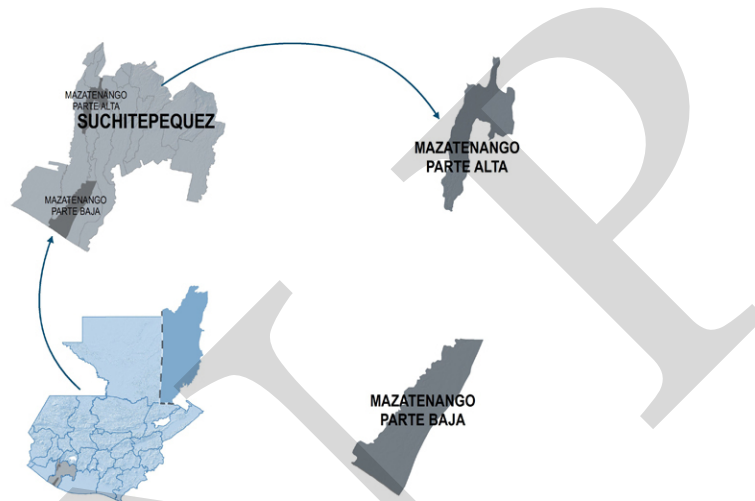 MAZATENANGO
PARTE ALTA
SUCHITEPEQUEZ
MAZATENANGO
PARTE BAJA
MAZATENANGO
PARTE ALTA
MAZATENANGO
PARTE BAJA